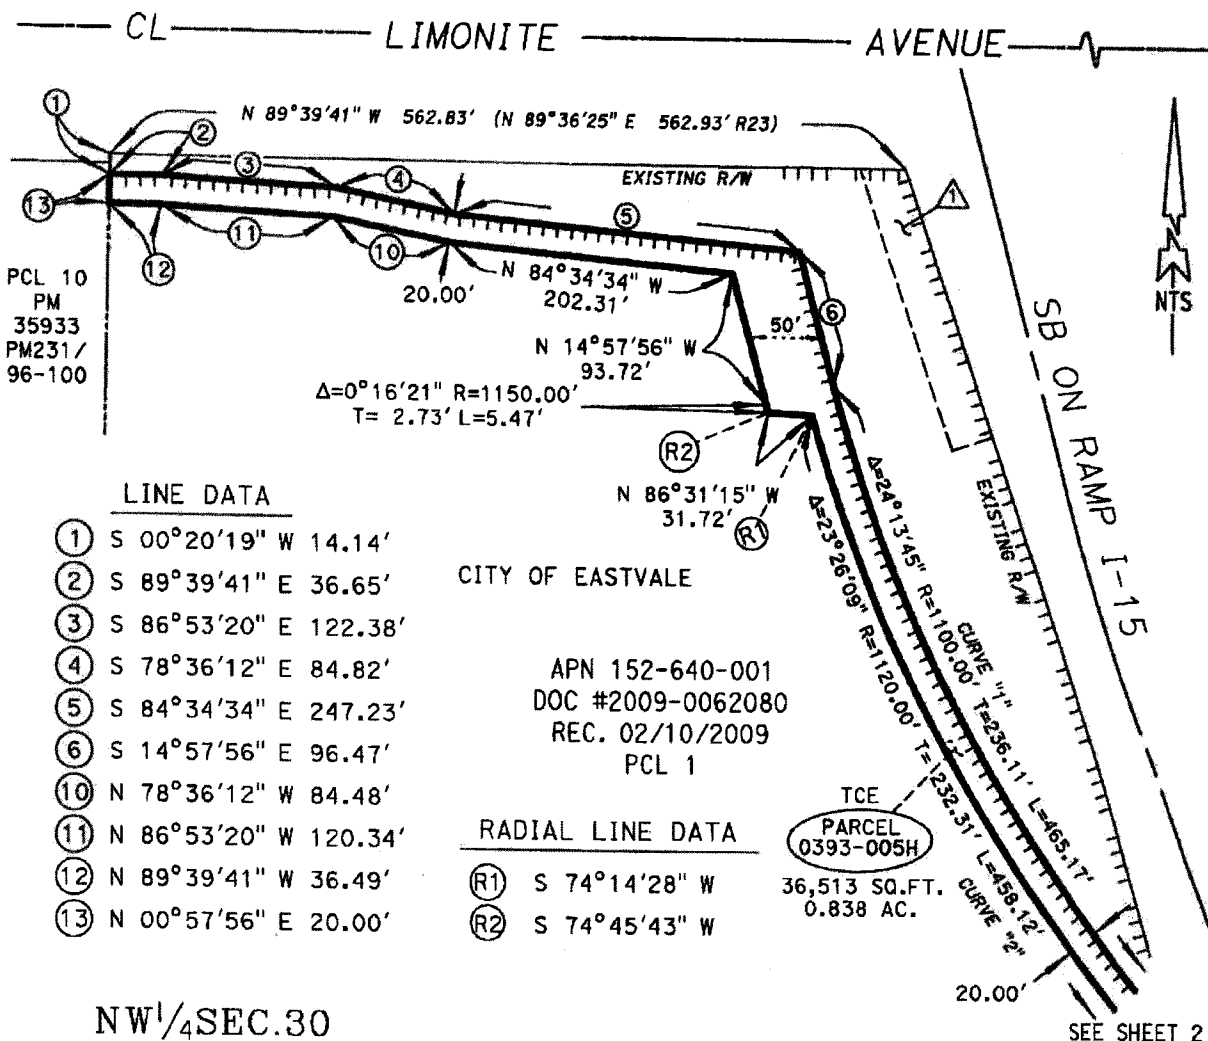 CL LIMONITE AVENUE
1
N 89°39'41" W 562.83' (N 89°36'25" E 562.93' R23)
2
3
4
EXISTING R/W
1
13
5
11
10
12
N 84°34'34" W
202.31'
20.00'
PCL 10
PM
35933
PM231/
96-100
NTS
6
50'
N 14°57'56" W
93.72'
SB ON RAMP I-15
Δ=0°16'21" R=1150.00'
T= 2.73' L=5.47'
R2
N 86°31'15" W
31.72'
R1
EXISTING R/W
Δ=24°13'45" R=1100.00' T=236.11' L=465.17'
CURVE "1"
Δ=23°26'09" R=1120.00' T=1232.31' L=458.12'
CURVE "2"
LINE DATA
1 S 00°20'19" W 14.14'
2 S 89°39'41" E 36.65'
3 S 86°53'20" E 122.38'
4 S 78°36'12" E 84.82'
5 S 84°34'34" E 247.23'
6 S 14°57'56" E 96.47'
10 N 78°36'12" W 84.48'
11 N 86°53'20" W 120.34'
12 N 89°39'41" W 36.49'
13 N 00°57'56" E 20.00'
CITY OF EASTVALE
APN 152-640-001
DOC #2009-0062080
REC. 02/10/2009
PCL 1
RADIAL LINE DATA
R1 S 74°14'28" W
R2 S 74°45'43" W
TCE
PARCEL
0393-005H
36,513 SQ.FT.
0.838 AC.
20.00'
SEE SHEET 2
NW1/4SEC.30